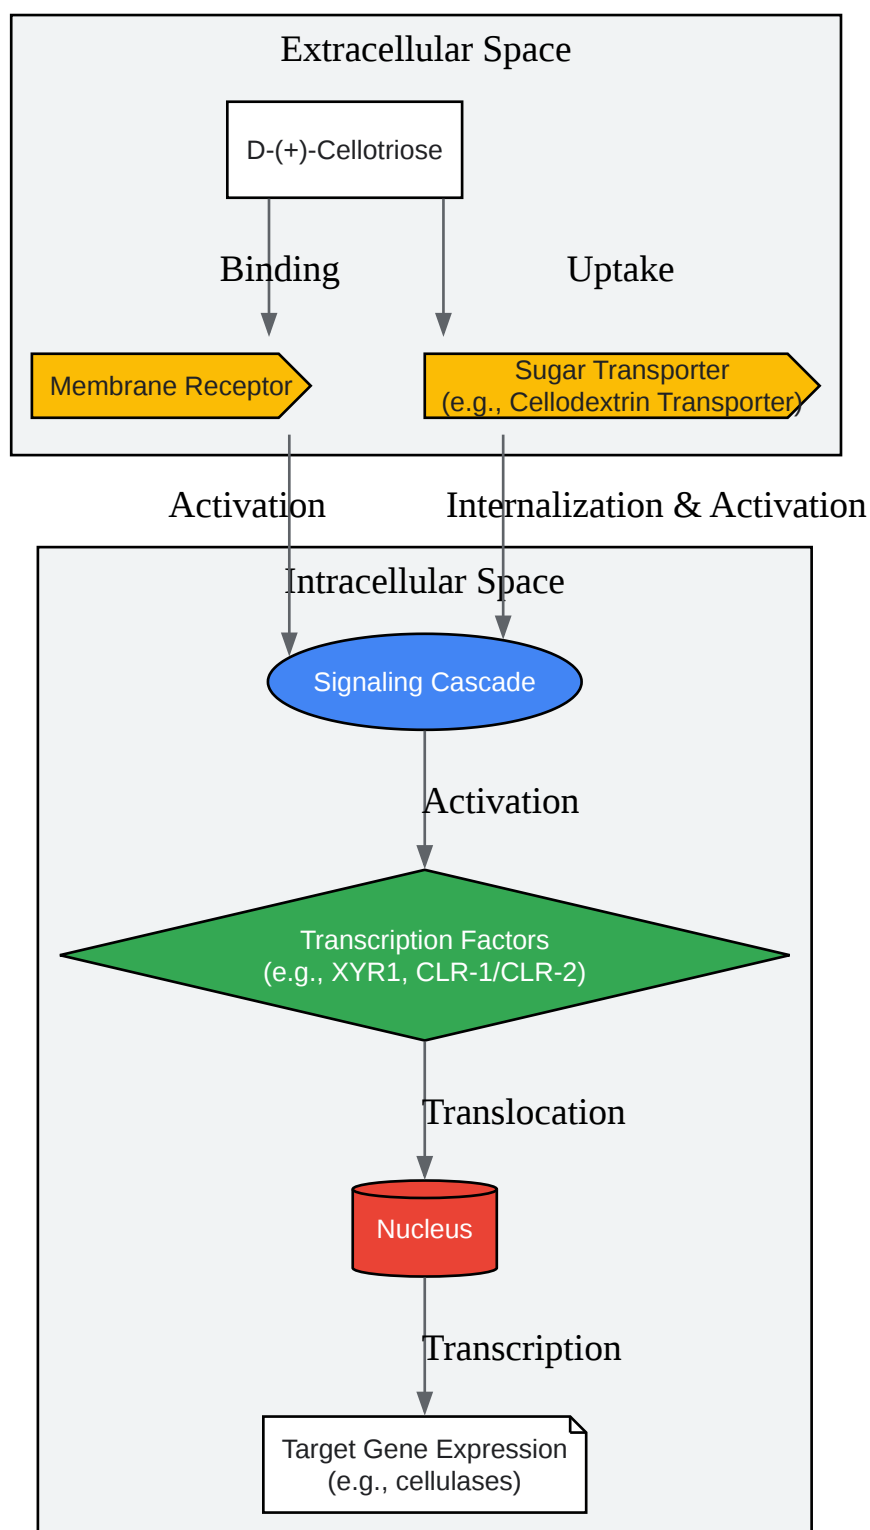 Extracellular Space
D-(+)-Cellotriose
Binding
Uptake
Membrane Receptor
Sugar Transporter
(e.g., Cellodextrin Transporter)
Activation
Internalization & Activation
Intracellular Space
Signaling Cascade
Activation
Transcription Factors
(e.g., XYR1, CLR-1/CLR-2)
Translocation
Nucleus
Transcription
Target Gene Expression
(e.g., cellulases)